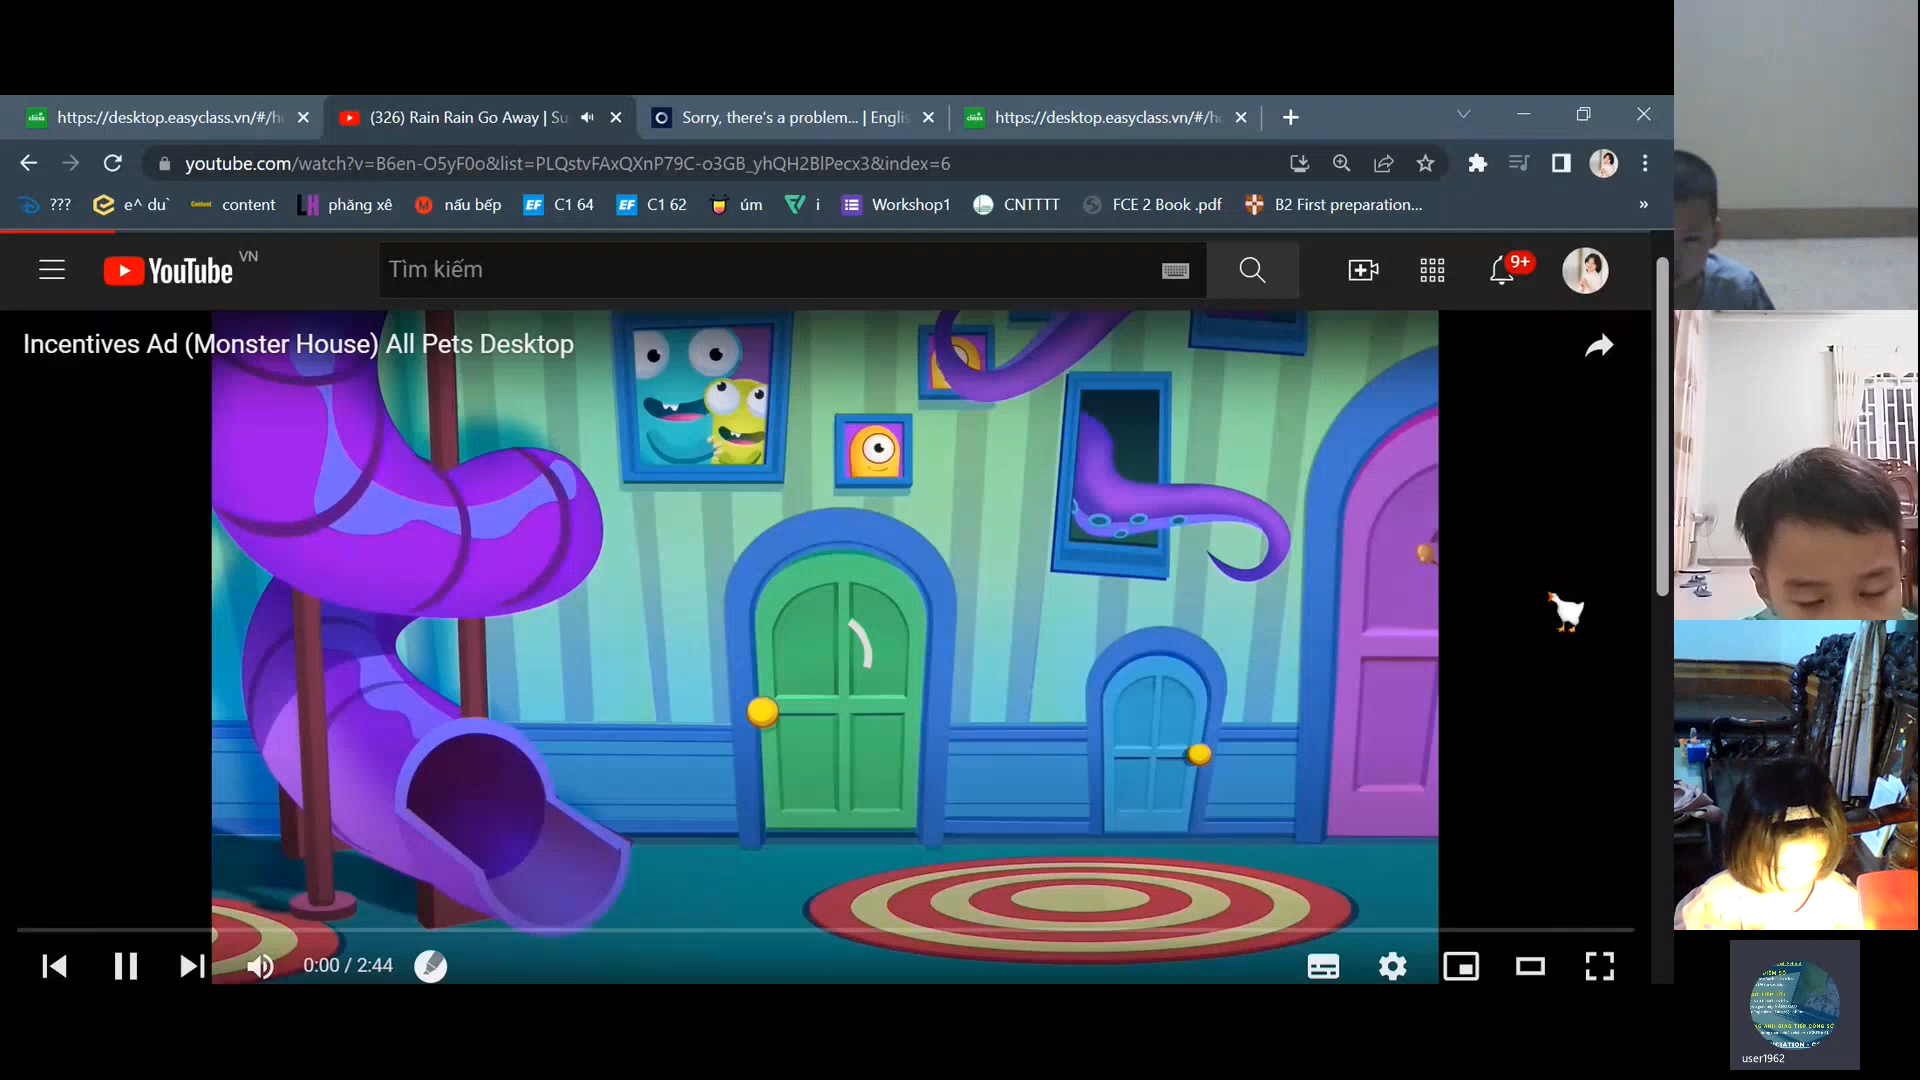 https://desktop.easyclass.vn/#/h
(326) Rain Rain Go Away | Su
Sorry, there's a problem... | Englis
https://desktop.easyclass.vn/#/h
youtube.com/watch?v=B6en-O5yF0o&list=PLQstvFAxQXnP79C-o3GB_yhQH2BlPecx3&index=6
???
e^ du`
content
phăng xê
nấu bếp
C1 64
C1 62
úm
i
Workshop1
CNTTTT
FCE 2 Book .pdf
B2 First preparation...
YouTube VN
Tìm kiếm
9+
Incentives Ad (Monster House) All Pets Desktop
0:00 / 2:44
user1962